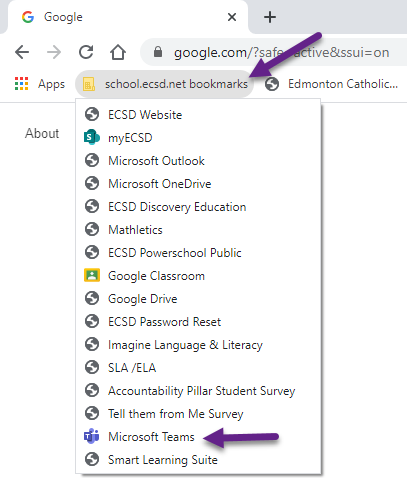 Google
google.com/?safe=active&ssui=on
Apps
school.ecsd.net bookmarks
Edmonton Catholic...
About
ECSD Website
myECSD
Microsoft Outlook
Microsoft OneDrive
ECSD Discovery Education
Mathletics
ECSD Powerschool Public
Google Classroom
Google Drive
ECSD Password Reset
Imagine Language & Literacy
SLA /ELA
Accountability Pillar Student Survey
Tell them from Me Survey
Microsoft Teams
Smart Learning Suite